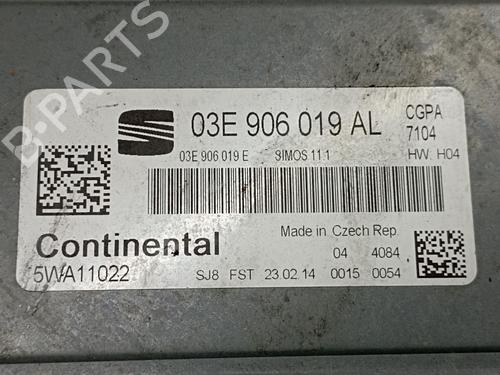 03E 906 019 AL
CGPA
7104
03E 906 019 E SIMOS 11.1
HW: H04
Continental
5WA11022
Made in Czech Rep.
04 4084
SJ8 FST 23.02.14 0015 0054
B-PARTS